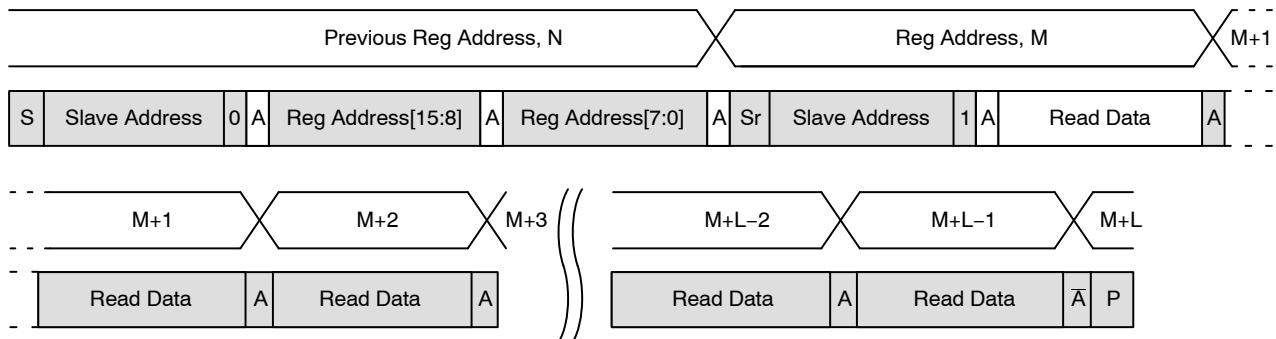 Previous Reg Address, N Reg Address, M M+1
S Slave Address 0 A Reg Address[15:8] A Reg Address[7:0] A Sr Slave Address 1 A Read Data A
M+1 M+2 M+3 M+L−2 M+L−1 M+L
Read Data A Read Data A Read Data A Read Data A̅ P